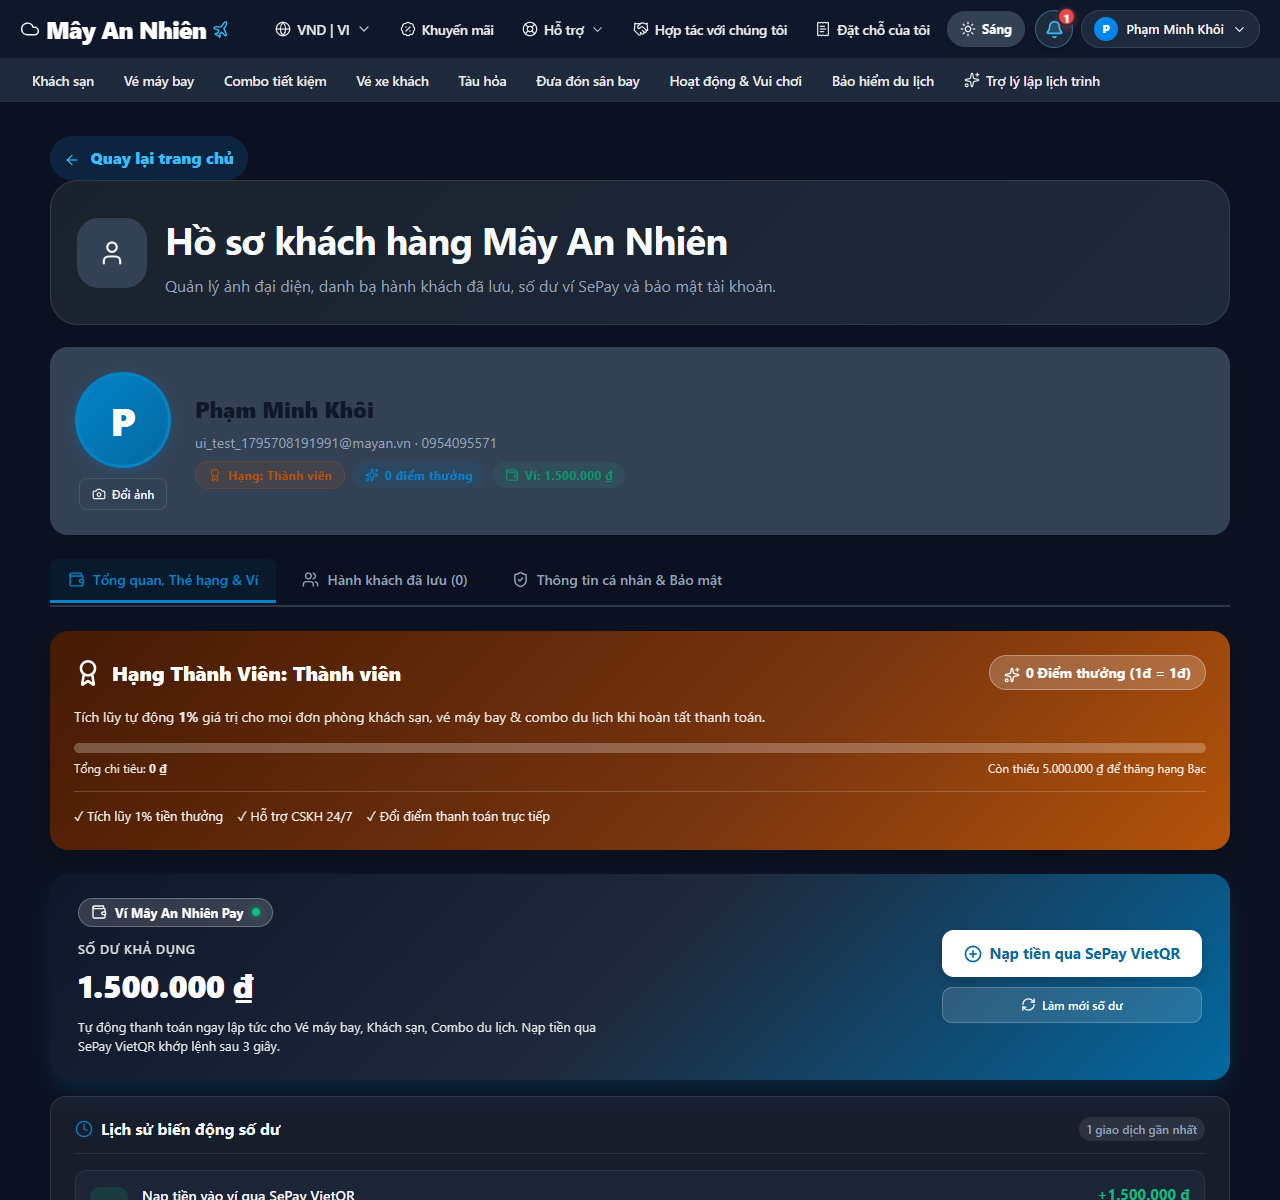 Mây An Nhiên
VND | VI
Khuyến mãi
Hỗ trợ
Hợp tác với chúng tôi
Đặt chỗ của tôi
Sáng
1
P
Phạm Minh Khôi
Khách sạn
Vé máy bay
Combo tiết kiệm
Vé xe khách
Tàu hỏa
Đưa đón sân bay
Hoạt động & Vui chơi
Bảo hiểm du lịch
Trợ lý lập lịch trình
Quay lại trang chủ
Hồ sơ khách hàng Mây An Nhiên
Quản lý ảnh đại diện, danh bạ hành khách đã lưu, số dư ví SePay và bảo mật tài khoản.
P
Đổi ảnh
Phạm Minh Khôi
ui_test_1795708191991@mayan.vn · 0954095571
Hạng: Thành viên
0 điểm thưởng
Ví: 1.500.000 ₫
Tổng quan, Thẻ hạng & Ví
Hành khách đã lưu (0)
Thông tin cá nhân & Bảo mật
Hạng Thành Viên: Thành viên
0 Điểm thưởng (1đ = 1đ)
Tích lũy tự động 1% giá trị cho mọi đơn phòng khách sạn, vé máy bay & combo du lịch khi hoàn tất thanh toán.
Tổng chi tiêu: 0 ₫
Còn thiếu 5.000.000 ₫ để thăng hạng Bạc
✓ Tích lũy 1% tiền thưởng
✓ Hỗ trợ CSKH 24/7
✓ Đổi điểm thanh toán trực tiếp
Ví Mây An Nhiên Pay
SỐ DƯ KHẢ DỤNG
1.500.000 ₫
Tự động thanh toán ngay lập tức cho Vé máy bay, Khách sạn, Combo du lịch. Nạp tiền qua
SePay VietQR khớp lệnh sau 3 giây.
Nạp tiền qua SePay VietQR
Làm mới số dư
Lịch sử biến động số dư
1 giao dịch gần nhất
Nạp tiền vào ví qua SePay VietQR
+1.500.000 ₫